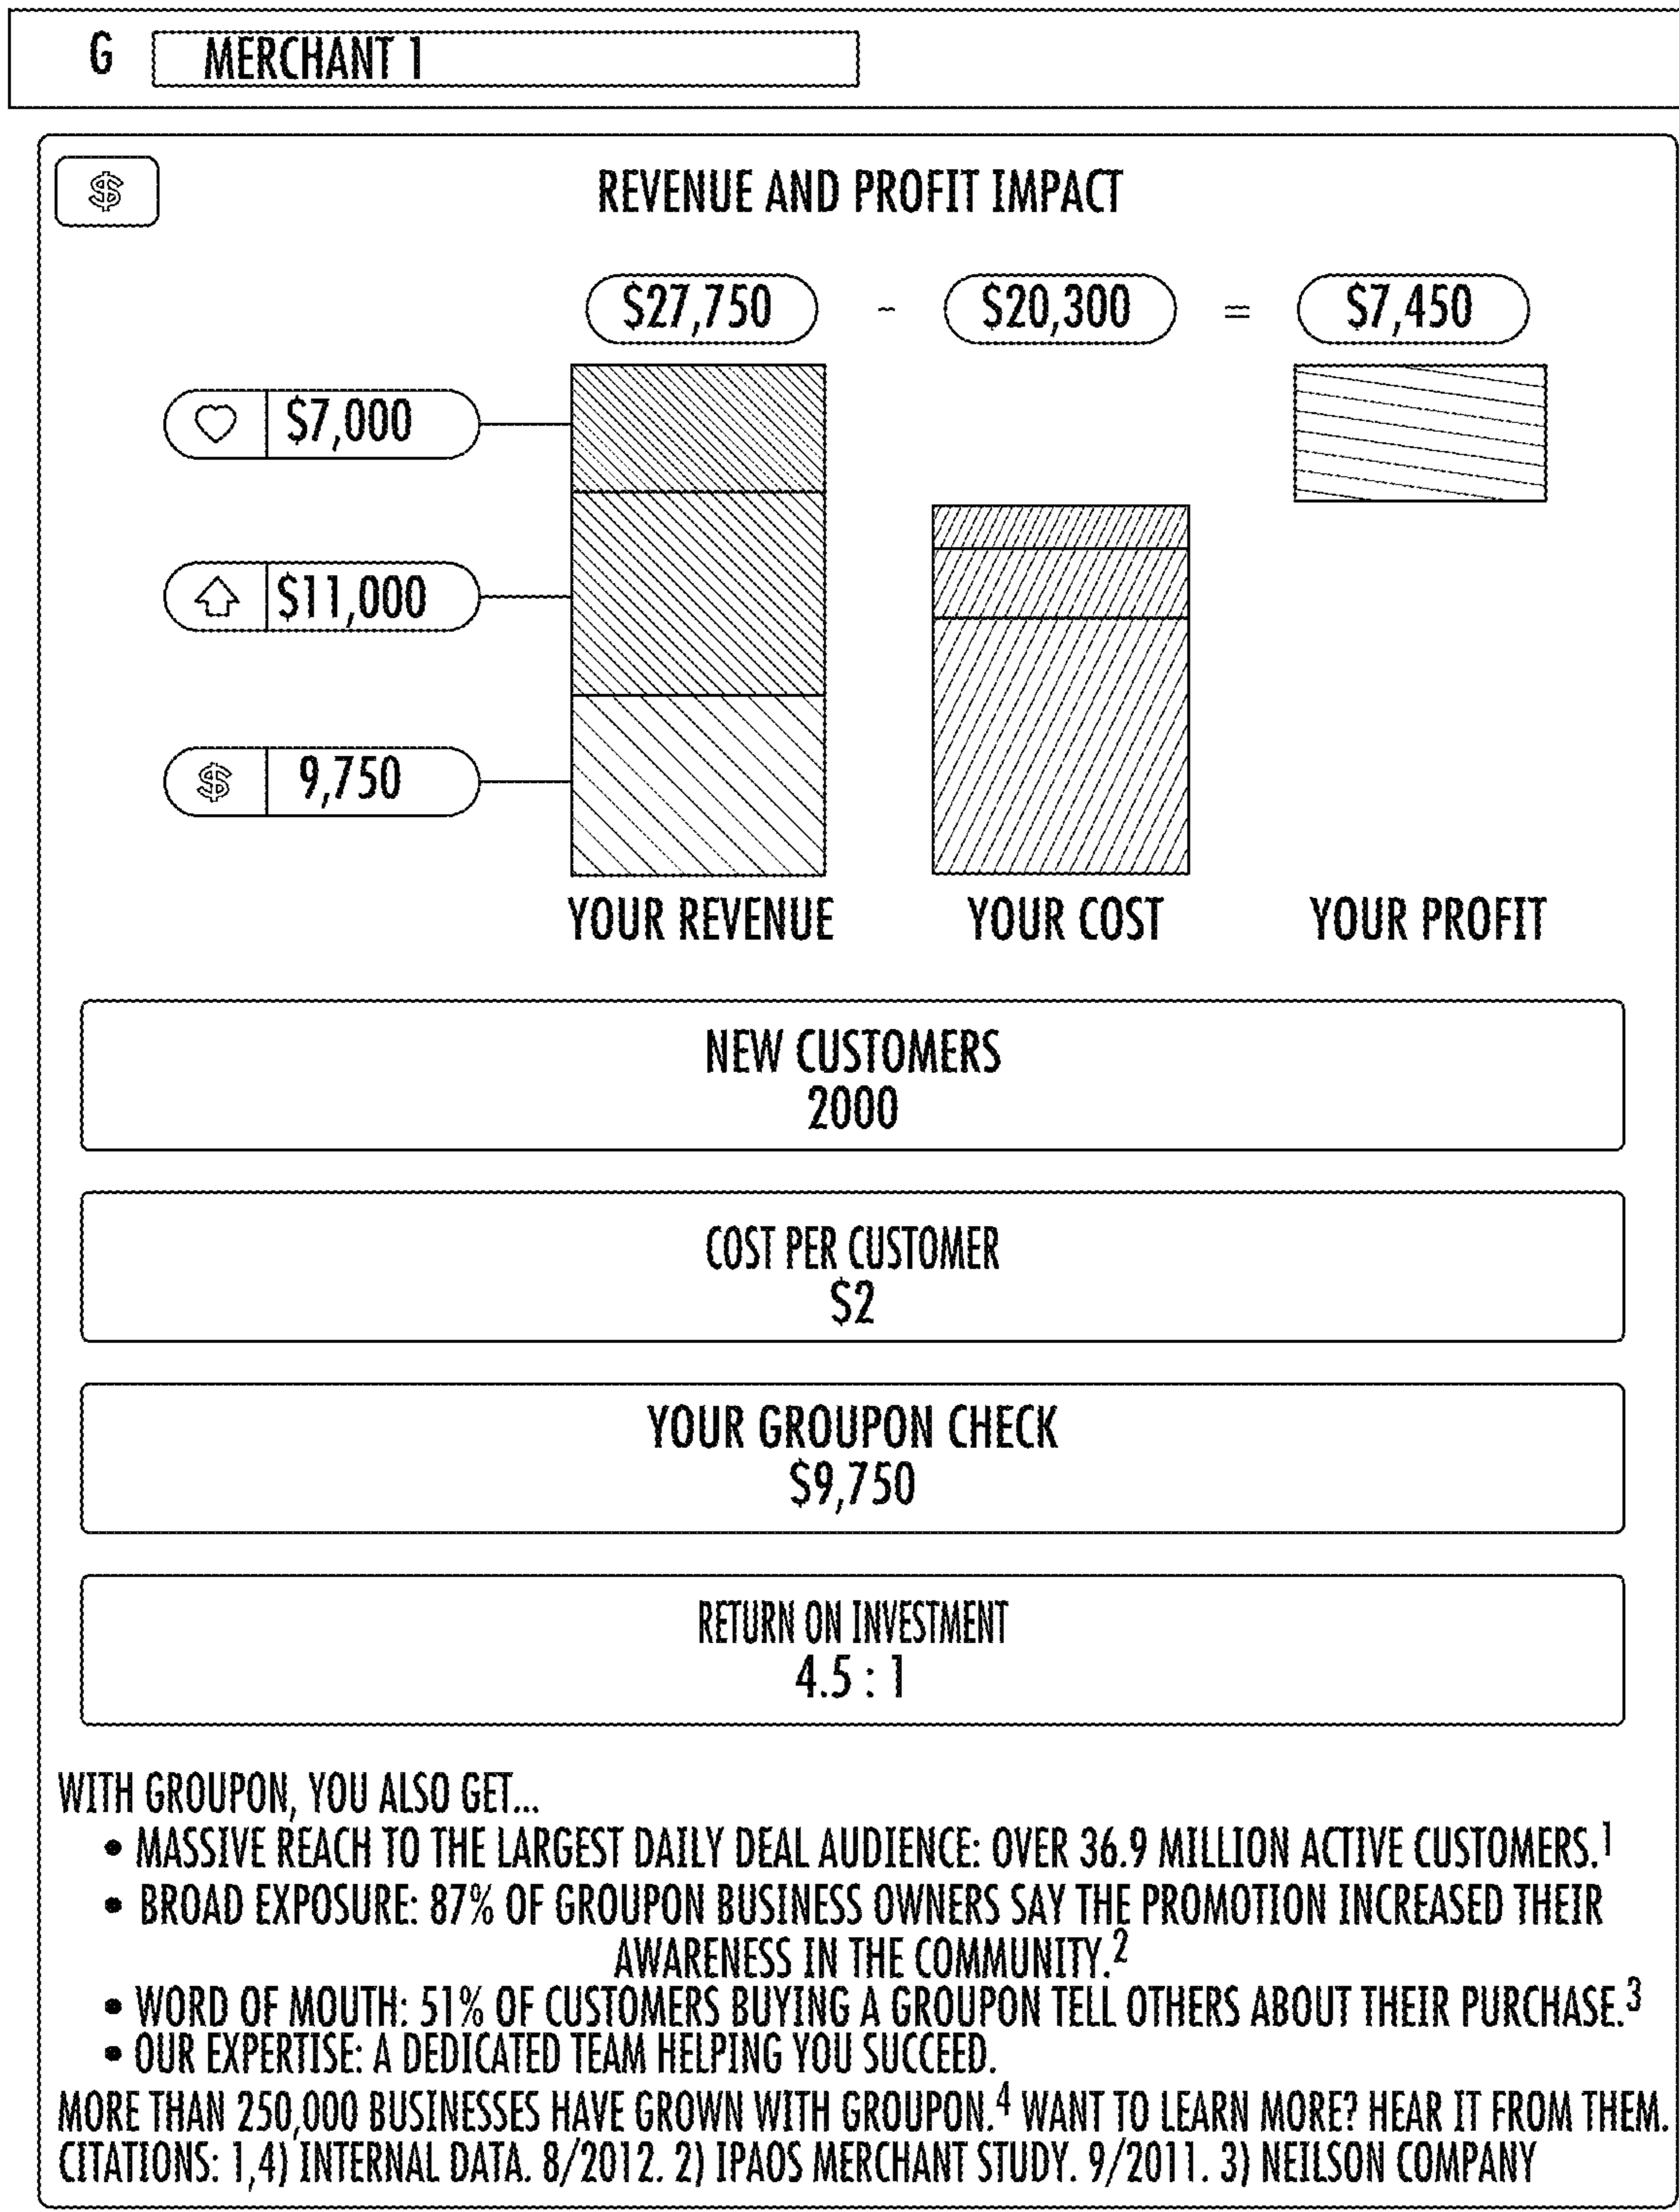 G MERCHANT 1
$ REVENUE AND PROFIT IMPACT
$27,750 - $20,300 = $7,450
$7,000
$11,000
$ 9,750
YOUR REVENUE YOUR COST YOUR PROFIT
NEW CUSTOMERS
2000
COST PER CUSTOMER
$2
YOUR GROUPON CHECK
$9,750
RETURN ON INVESTMENT
4.5 : 1
WITH GROUPON, YOU ALSO GET...
• MASSIVE REACH TO THE LARGEST DAILY DEAL AUDIENCE: OVER 36.9 MILLION ACTIVE CUSTOMERS.1
• BROAD EXPOSURE: 87% OF GROUPON BUSINESS OWNERS SAY THE PROMOTION INCREASED THEIR
AWARENESS IN THE COMMUNITY.2
• WORD OF MOUTH: 51% OF CUSTOMERS BUYING A GROUPON TELL OTHERS ABOUT THEIR PURCHASE.3
• OUR EXPERTISE: A DEDICATED TEAM HELPING YOU SUCCEED.
MORE THAN 250,000 BUSINESSES HAVE GROWN WITH GROUPON.4 WANT TO LEARN MORE? HEAR IT FROM THEM.
CITATIONS: 1,4) INTERNAL DATA. 8/2012. 2) IPAOS MERCHANT STUDY. 9/2011. 3) NEILSON COMPANY